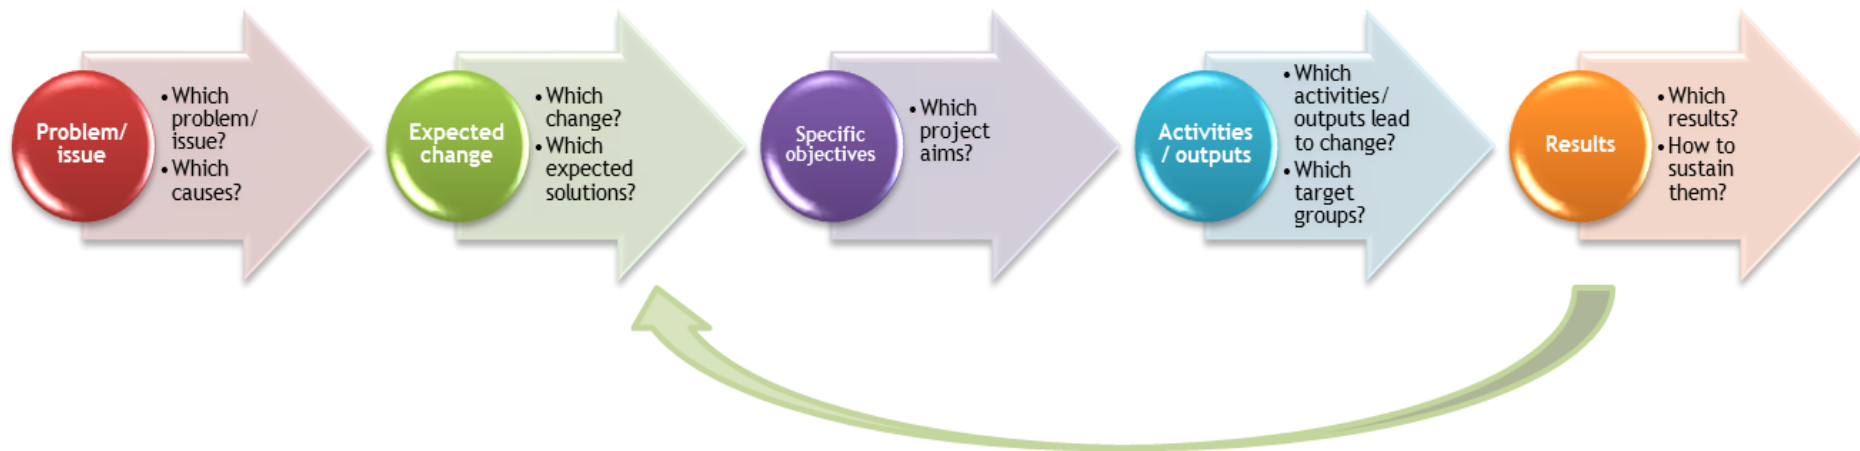 Problem/
issue
• Which
problem/
issue?
• Which
causes?
Expected
change
• Which
change?
• Which
expected
solutions?
Specific
objectives
• Which
project
aims?
Activities
/ outputs
• Which
activities/
outputs lead
to change?
• Which
target
groups?
Results
• Which
results?
• How to
sustain
them?